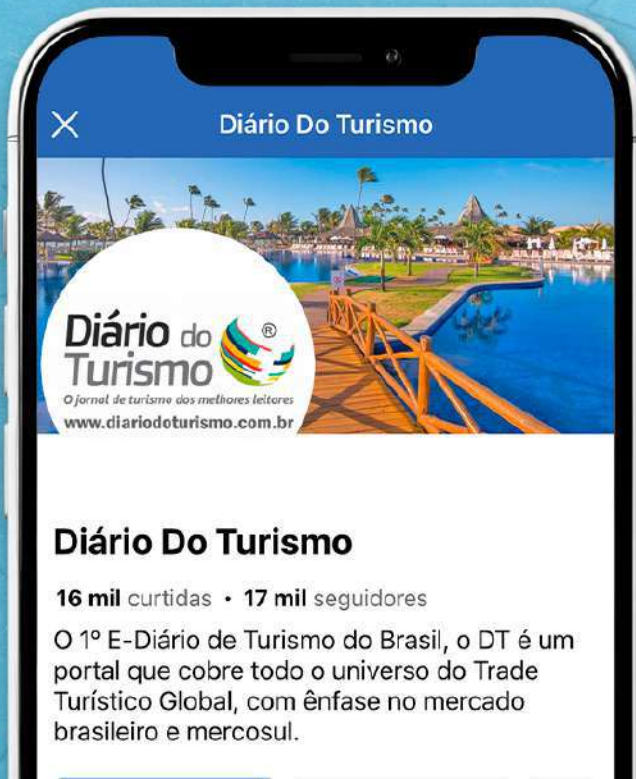 Diário Do Turismo
Diário do
Turismo
®
O jornal de turismo dos melhores leitores
www.diariodoturismo.com.br
Diário Do Turismo
16 mil curtidas • 17 mil seguidores
O 1º E-Diário de Turismo do Brasil, o DT é um
portal que cobre todo o universo do Trade
Turístico Global, com ênfase no mercado
brasileiro e mercosul.